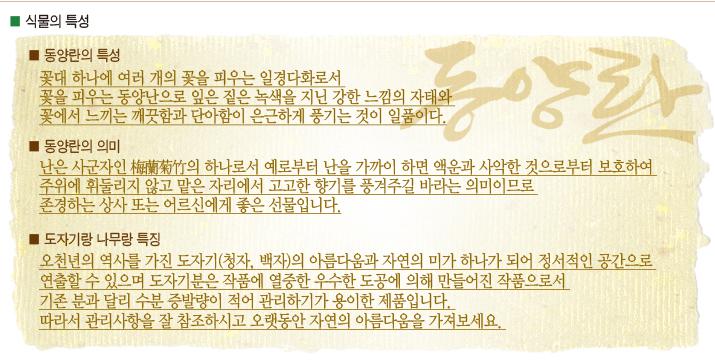 ■ 식물의 특성
동양란
■ 동양란의 특성
꽃대 하나에 여러 개의 꽃을 피우는 일경다화로서
꽃을 피우는 동양난으로 잎은 짙은 녹색을 지닌 강한 느낌의 자태와
꽃에서 느끼는 깨끗함과 단아함이 은근하게 풍기는 것이 일품이다.
■ 동양란의 의미
난은 사군자인 梅蘭菊竹의 하나로서 예로부터 난을 가까이 하면 액운과 사악한 것으로부터 보호하여
주위에 휘둘리지 않고 맡은 자리에서 고고한 향기를 풍겨주길 바라는 의미이므로
존경하는 상사 또는 어르신에게 좋은 선물입니다.
■ 도자기랑 나무랑 특징
오천년의 역사를 가진 도자기(청자, 백자)의 아름다움과 자연의 미가 하나가 되어 정서적인 공간으로
연출할 수 있으며 도자기분은 작품에 열중한 우수한 도공에 의해 만들어진 작품으로서
기존 분과 달리 수분 증발량이 적어 관리하기가 용이한 제품입니다.
따라서 관리사항을 잘 참조하시고 오랫동안 자연의 아름다움을 가져보세요.